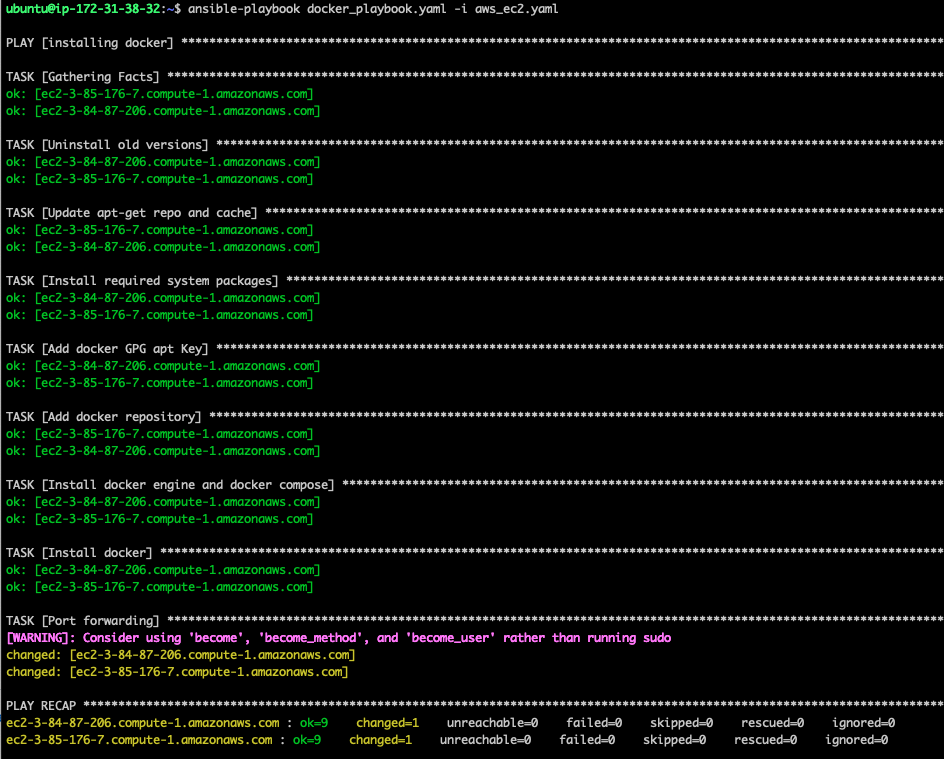 ubuntu@ip-172-31-38-32:~$ ansible-playbook docker_playbook.yaml -i aws_ec2.yaml
PLAY [installing docker] ****************************************************************************************************************
TASK [Gathering Facts] ******************************************************************************************************************
ok: [ec2-3-85-176-7.compute-1.amazonaws.com]
ok: [ec2-3-84-87-206.compute-1.amazonaws.com]
TASK [Uninstall old versions] ***********************************************************************************************************
ok: [ec2-3-84-87-206.compute-1.amazonaws.com]
ok: [ec2-3-85-176-7.compute-1.amazonaws.com]
TASK [Update apt-get repo and cache] ****************************************************************************************************
ok: [ec2-3-85-176-7.compute-1.amazonaws.com]
ok: [ec2-3-84-87-206.compute-1.amazonaws.com]
TASK [Install required system packages] *************************************************************************************************
ok: [ec2-3-84-87-206.compute-1.amazonaws.com]
ok: [ec2-3-85-176-7.compute-1.amazonaws.com]
TASK [Add docker GPG apt Key] ***********************************************************************************************************
ok: [ec2-3-84-87-206.compute-1.amazonaws.com]
ok: [ec2-3-85-176-7.compute-1.amazonaws.com]
TASK [Add docker repository] ************************************************************************************************************
ok: [ec2-3-85-176-7.compute-1.amazonaws.com]
ok: [ec2-3-84-87-206.compute-1.amazonaws.com]
TASK [Install docker engine and docker compose] *****************************************************************************************
ok: [ec2-3-84-87-206.compute-1.amazonaws.com]
ok: [ec2-3-85-176-7.compute-1.amazonaws.com]
TASK [Install docker] *******************************************************************************************************************
ok: [ec2-3-84-87-206.compute-1.amazonaws.com]
ok: [ec2-3-85-176-7.compute-1.amazonaws.com]
TASK [Port forwarding] ******************************************************************************************************************
[WARNING]: Consider using 'become', 'become_method', and 'become_user' rather than running sudo
changed: [ec2-3-84-87-206.compute-1.amazonaws.com]
changed: [ec2-3-85-176-7.compute-1.amazonaws.com]
PLAY RECAP ******************************************************************************************************************************
ec2-3-84-87-206.compute-1.amazonaws.com : ok=9    changed=1    unreachable=0    failed=0    skipped=0    rescued=0    ignored=0
ec2-3-85-176-7.compute-1.amazonaws.com : ok=9    changed=1    unreachable=0    failed=0    skipped=0    rescued=0    ignored=0